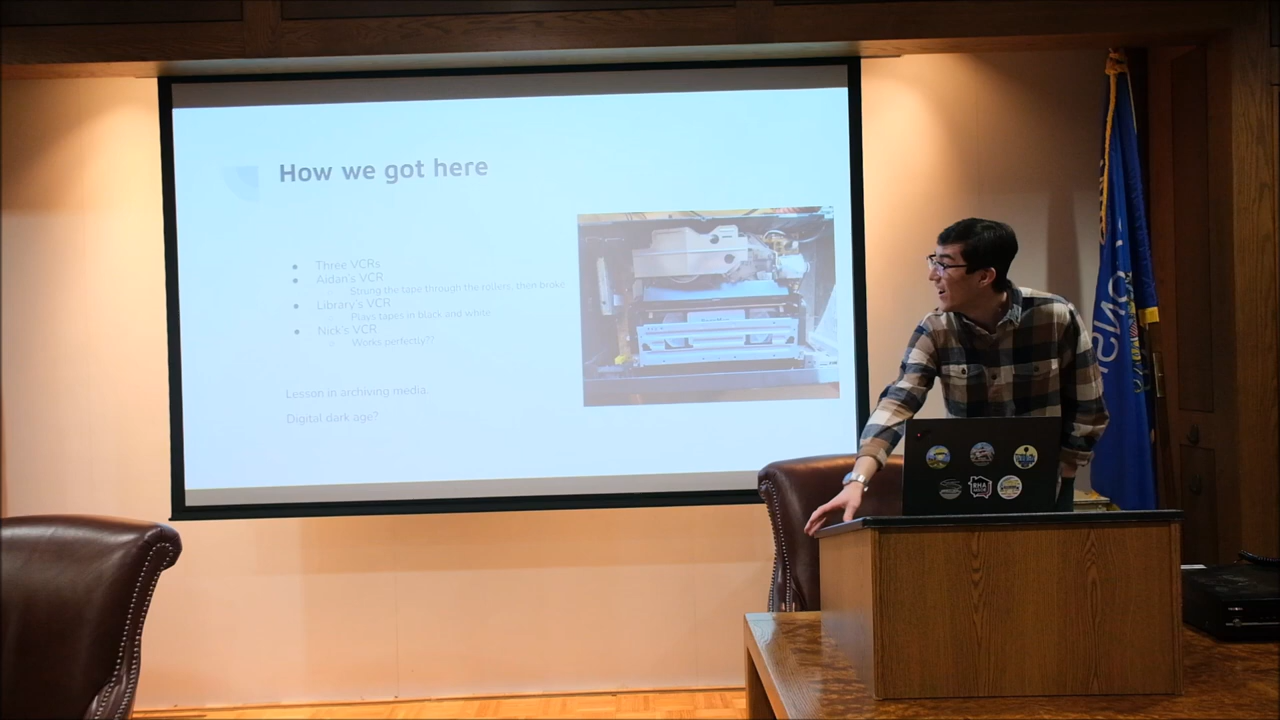 How we got here
● Three VCRs
● Aidan's VCR
Strung the tape through the rollers, then broke
● Library's VCR
Plays tapes in black and white
● Nick's VCR
○ Works perfectly??
Lesson in archiving media
Digital dark age?
RHA